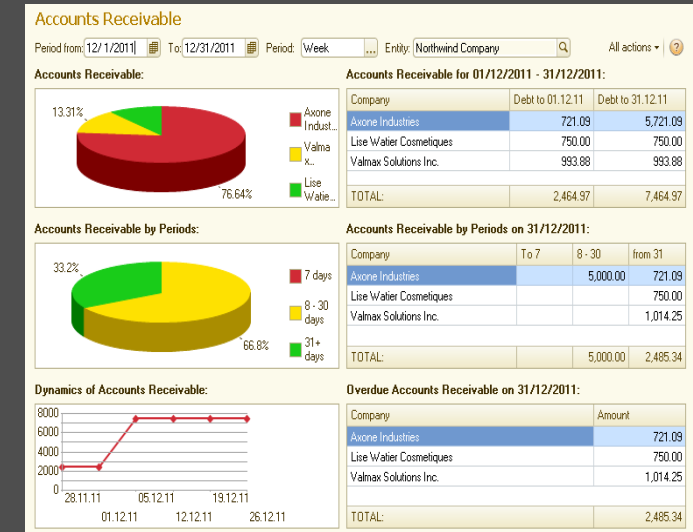 Accounts Receivable
Period from: 12/ 1/2011 To: 12/31/2011 Period: Week ... Entity: Northwind Company All actions ?
Accounts Receivable:
13.31%
76.64%
Axone Indust...
Valma x...
Lise Watie...
Accounts Receivable for 01/12/2011 - 31/12/2011:
Company Debt to 01.12.11 Debt to 31.12.11
Axone Industries 721.09 5,721.09
Lise Watier Cosmetiques 750.00 750.00
Valmax Solutions Inc. 993.88 993.88
TOTAL: 2,464.97 7,464.97
Accounts Receivable by Periods:
33.2%
66.8%
7 days
8 - 30 days
31+ days
Accounts Receivable by Periods on 31/12/2011:
Company To 7 8 - 30 from 31
Axone Industries 5,000.00 721.09
Lise Watier Cosmetiques 750.00
Valmax Solutions Inc. 1,014.25
TOTAL: 5,000.00 2,485.34
Dynamics of Accounts Receivable:
8000
6000
4000
2000
0
28.11.11 05.12.11 19.12.11
01.12.11 12.12.11 26.12.11
Overdue Accounts Receivable on 31/12/2011:
Company Amount
Axone Industries 721.09
Lise Watier Cosmetiques 750.00
Valmax Solutions Inc. 1,014.25
TOTAL: 2,485.34